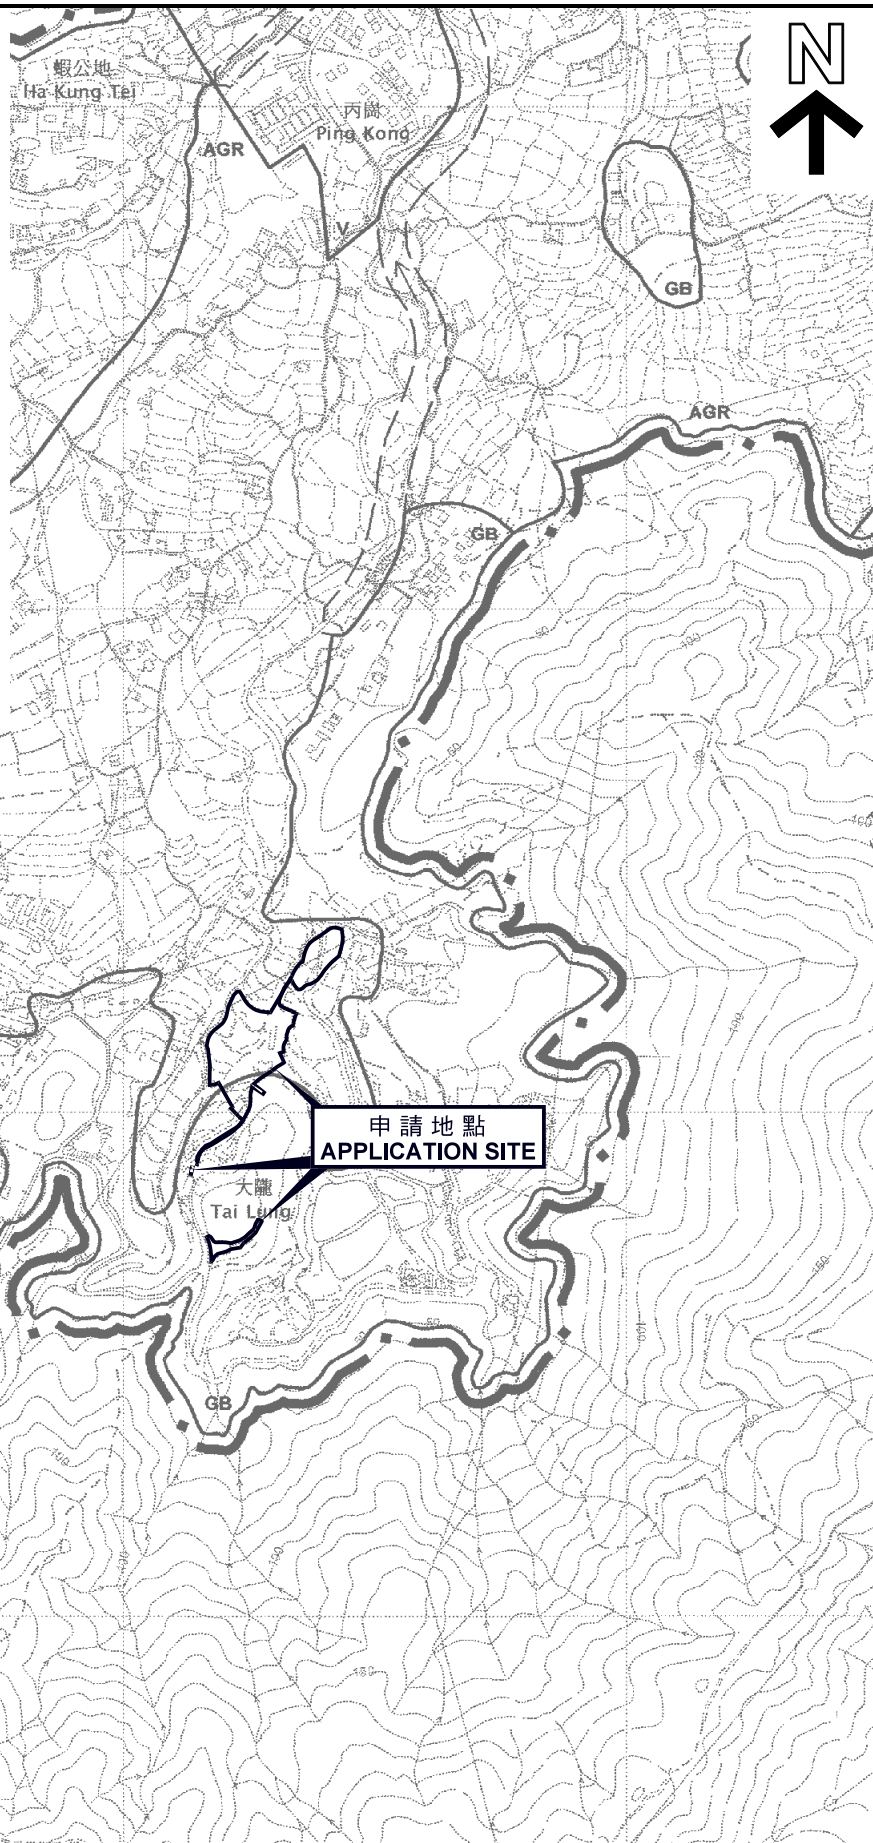 N
蝦公地
Ha Kung Tei
丙崗
Ping Kong
AGR
V
GB
AGR
GB
申請地點
APPLICATION SITE
大隴
Tai Lung
GB